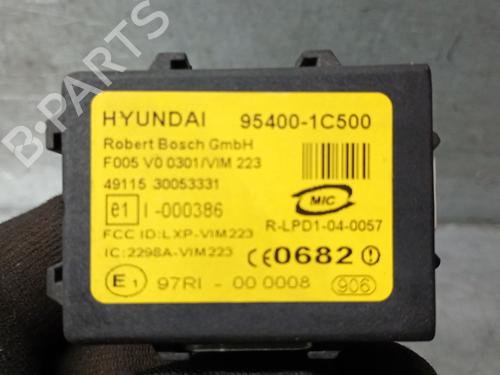 HYUNDAI 95400-1C500
Robert Bosch GmbH
F005 V0 0301/VIM 223
49115 30053331
e1 I -000386
MIC
R-LPD1-04-0057
FCC ID:LXP-VIM223
IC:2298A-VIM223
CE0682 !
E1 97RI - 00 0008 906
B-Parts